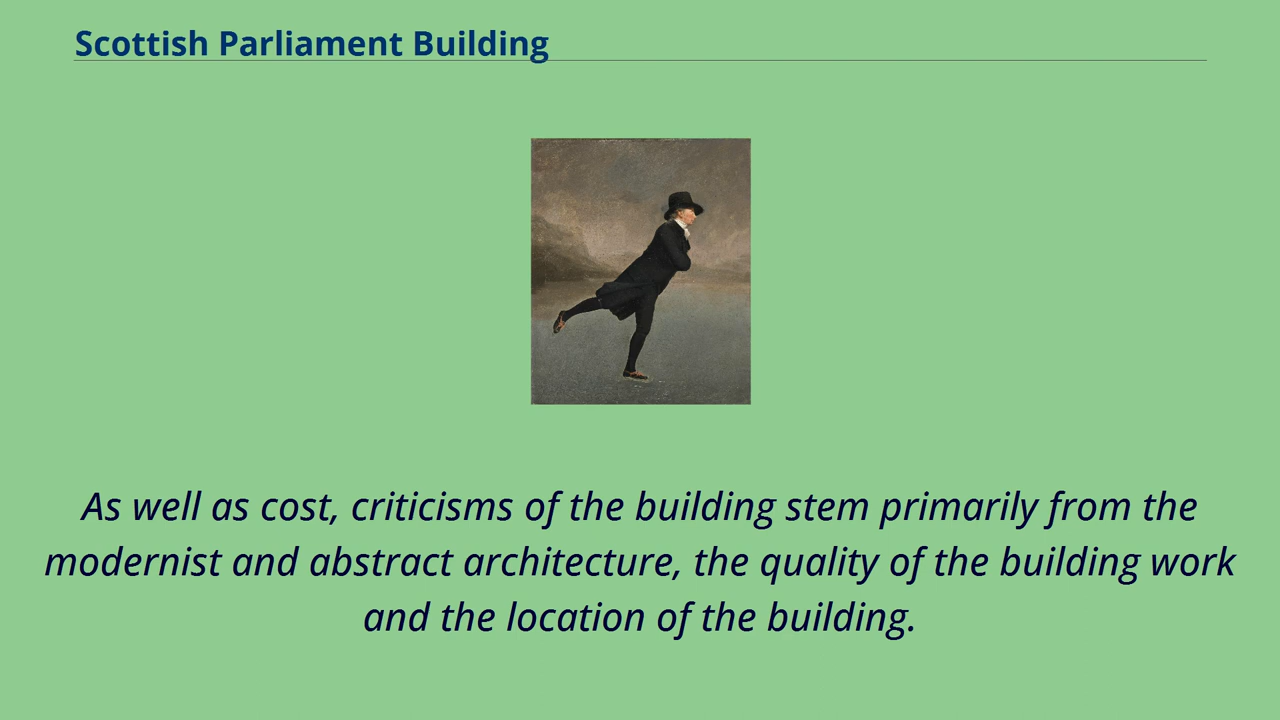 Scottish Parliament Building
As well as cost, criticisms of the building stem primarily from the
modernist and abstract architecture, the quality of the building work
and the location of the building.